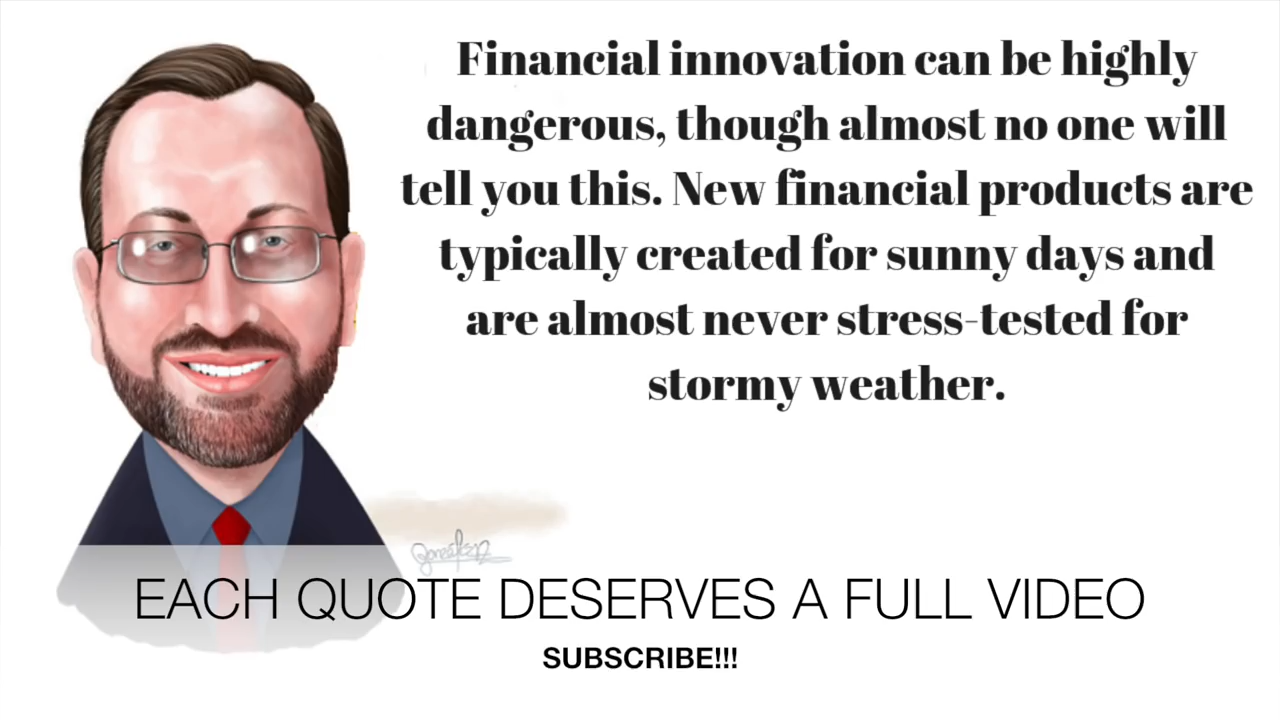 Financial innovation can be highly
dangerous, though almost no one will
tell you this. New financial products are
typically created for sunny days and
are almost never stress-tested for
stormy weather.
EACH QUOTE DESERVES A FULL VIDEO
SUBSCRIBE!!!